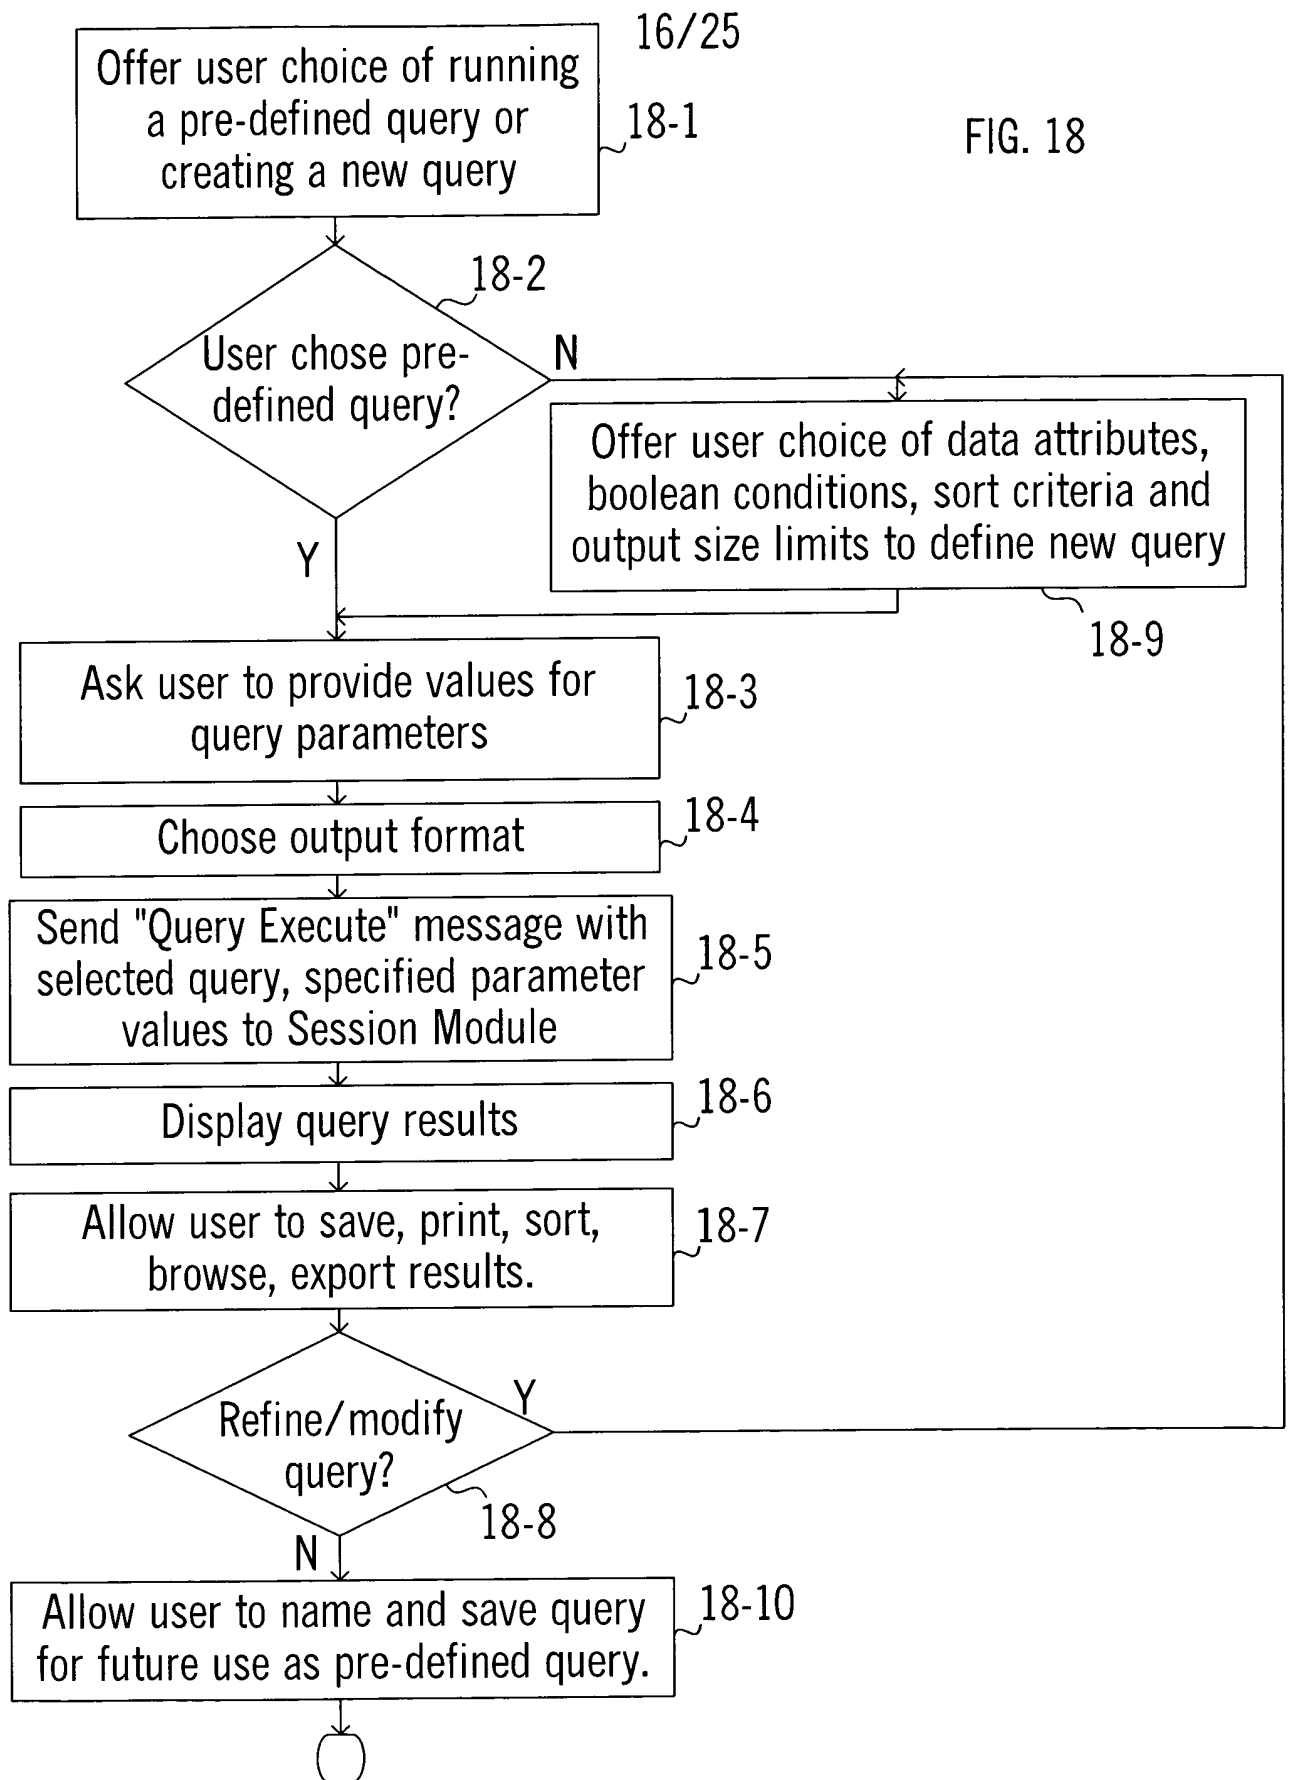 16/25
Offer user choice of running
a pre-defined query or
creating a new query
18-1
FIG. 18
18-2
User chose pre-
defined query?
N
Y
Offer user choice of data attributes,
boolean conditions, sort criteria and
output size limits to define new query
18-9
Ask user to provide values for
query parameters
18-3
Choose output format
18-4
Send "Query Execute" message with
selected query, specified parameter
values to Session Module
18-5
Display query results
18-6
Allow user to save, print, sort,
browse, export results.
18-7
Refine/modify
query?
Y
18-8
N
Allow user to name and save query
for future use as pre-defined query.
18-10